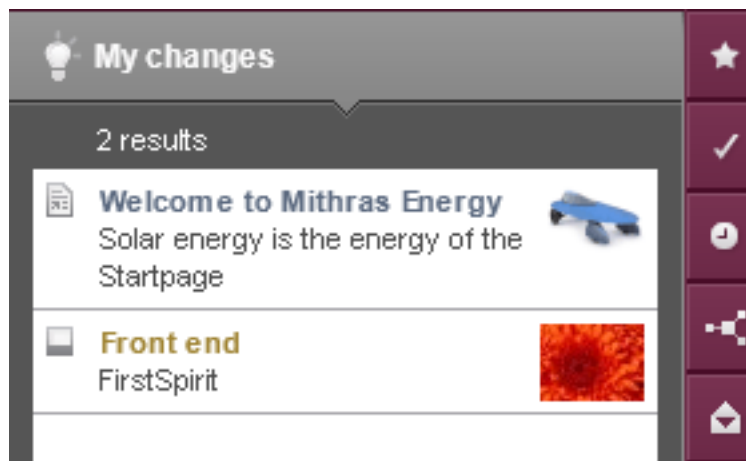 My changes
2 results
Welcome to Mithras Energy
Solar energy is the energy of the
Startpage
Front end
FirstSpirit